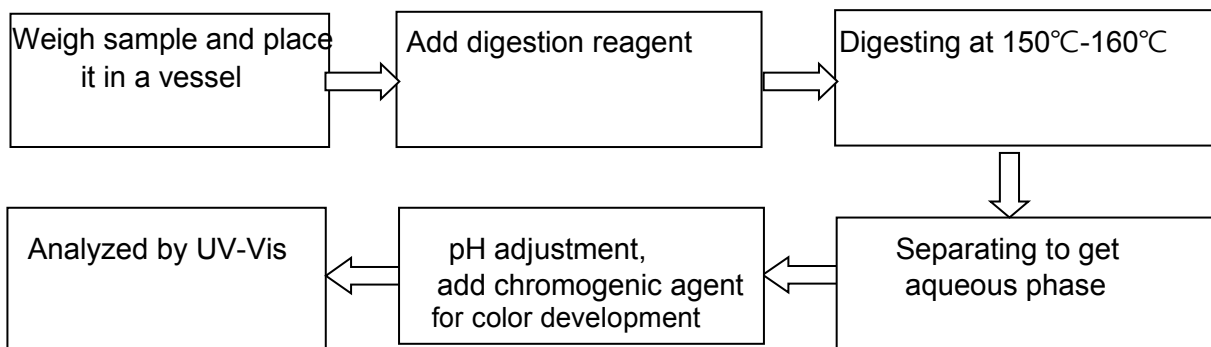 Weigh sample and place
it in a vessel
Add digestion reagent
Digesting at 150℃-160℃
Separating to get
aqueous phase
pH adjustment,
add chromogenic agent
for color development
Analyzed by UV-Vis